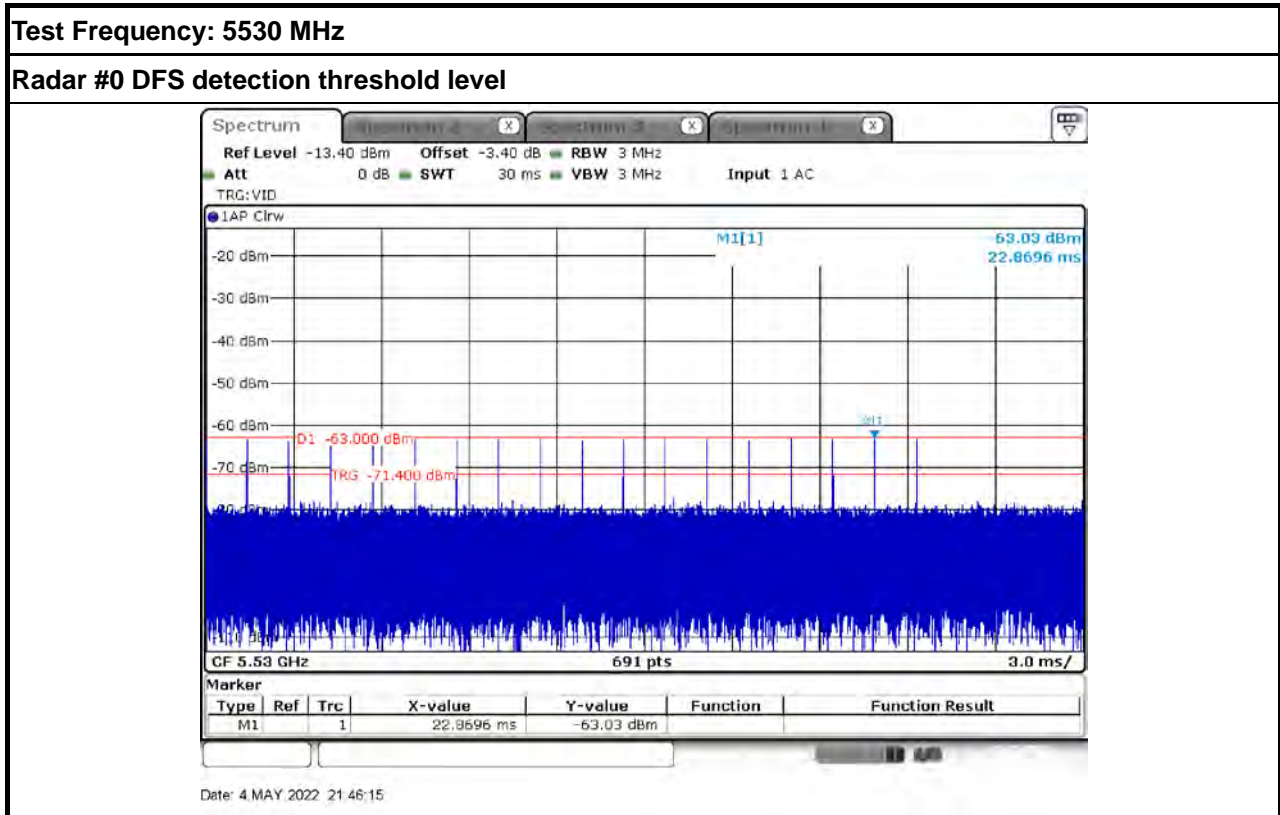 Test Frequency: 5530 MHz
Radar #0 DFS detection threshold level
Spectrum
Ref Level -13.40 dBm Offset -3.40 dB RBW 3 MHz
Att 0 dB SWT 30 ms VBW 3 MHz Input 1 AC
TRG:VID
1AP Clrw
M1[1] -63.03 dBm
22.8696 ms
-20 dBm
-30 dBm
-40 dBm
-50 dBm
-60 dBm
D1 -63.000 dBm
-70 dBm
TRG -71.400 dBm
CF 5.53 GHz 691 pts 3.0 ms/
Marker
Type Ref Trc X-value Y-value Function Function Result
M1 1 22.8696 ms -63.03 dBm
Date: 4.MAY.2022 21:46:15